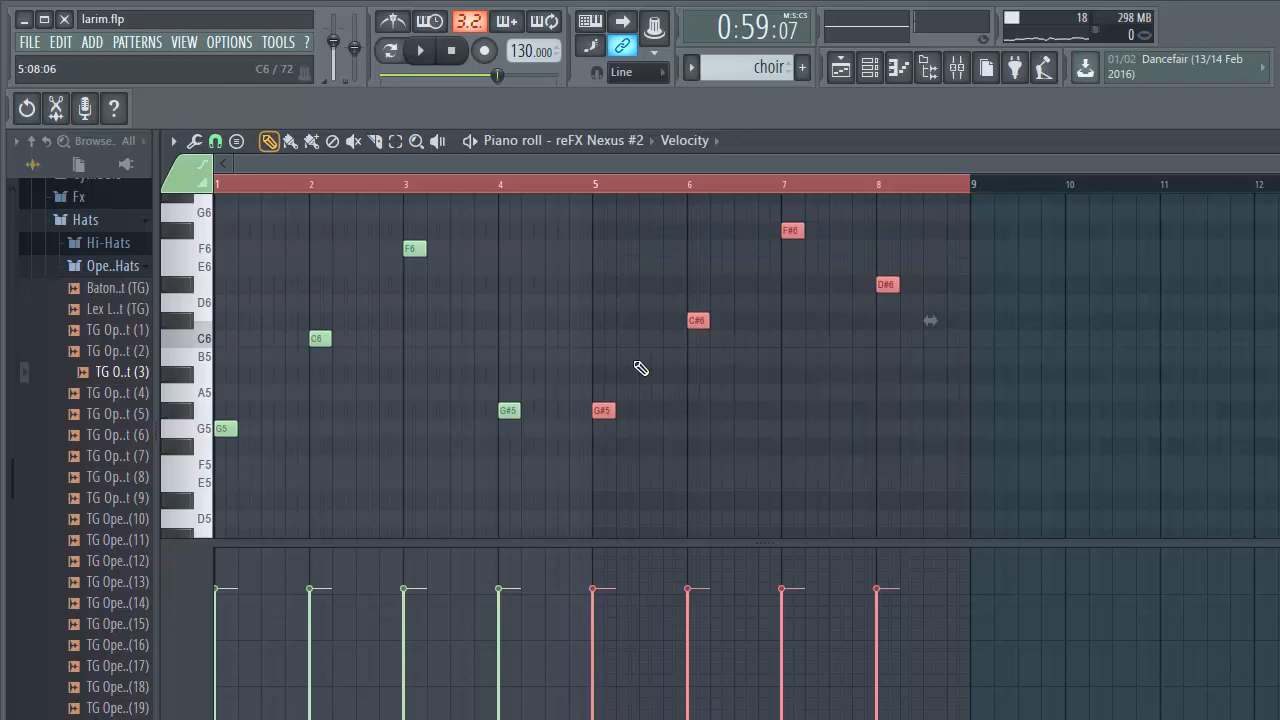 larim.flp
FILE EDIT ADD PATTERNS VIEW OPTIONS TOOLS ?
5:08:06 C6 / 72
3.2.
130.000
Line
0:59:07
M:S:CS
choir
18
298 MB
0
01/02 Dancefair (13/14 Feb
2016)
Browse.. All
Piano roll - reFX Nexus #2 Velocity
Fx
Hats
Hi-Hats
Ope..Hats
Baton..t (TG)
Lex L..t (TG)
TG Op..t (1)
TG Op..t (2)
TG O..t (3)
TG Op..t (4)
TG Op..t (5)
TG Op..t (6)
TG Op..t (7)
TG Op..t (8)
TG Op..t (9)
TG Ope..(10)
TG Ope..(11)
TG Ope..(12)
TG Ope..(13)
TG Ope..(14)
TG Ope..(15)
TG Ope..(16)
TG Ope..(17)
TG Ope..(18)
TG Ope..(19)
1 2 3 4 5 6 7 8 9 10 11 12
G6
F#6
F6 F6
E6
D#6
D6
C#6
C6 C6
B5
A5
G#5 G#5
G5 G5
F5
E5
D5